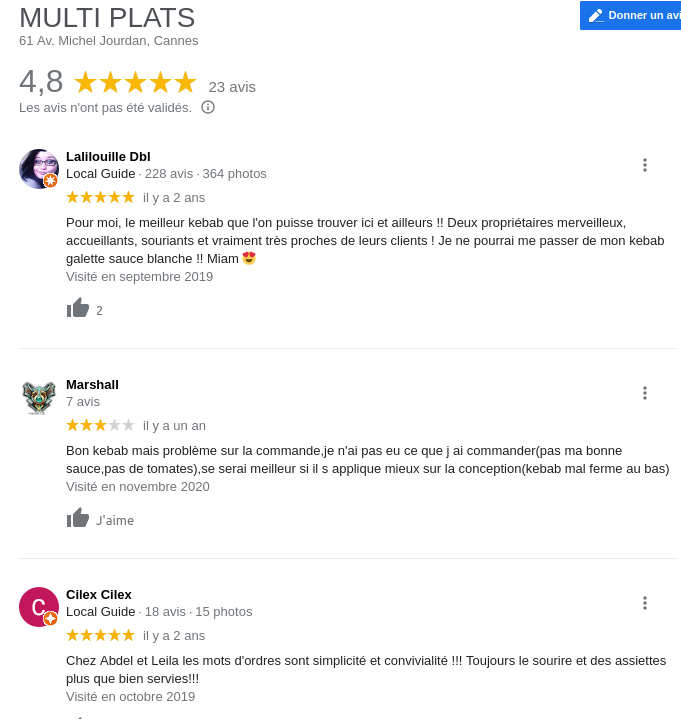 MULTI PLATS
Donner un avi
61 Av. Michel Jourdan, Cannes
4,8 23 avis
Les avis n'ont pas été validés.
Lalilouille Dbl
Local Guide · 228 avis · 364 photos
il y a 2 ans
Pour moi, le meilleur kebab que l'on puisse trouver ici et ailleurs !! Deux propriétaires merveilleux,
accueillants, souriants et vraiment très proches de leurs clients ! Je ne pourrai me passer de mon kebab
galette sauce blanche !! Miam 😍
Visité en septembre 2019
2
Marshall
7 avis
il y a un an
Bon kebab mais problème sur la commande,je n'ai pas eu ce que j ai commander(pas ma bonne
sauce,pas de tomates),se serai meilleur si il s applique mieux sur la conception(kebab mal ferme au bas)
Visité en novembre 2020
J'aime
C
Cilex Cilex
Local Guide · 18 avis · 15 photos
il y a 2 ans
Chez Abdel et Leila les mots d'ordres sont simplicité et convivialité !!! Toujours le sourire et des assiettes
plus que bien servies!!!
Visité en octobre 2019